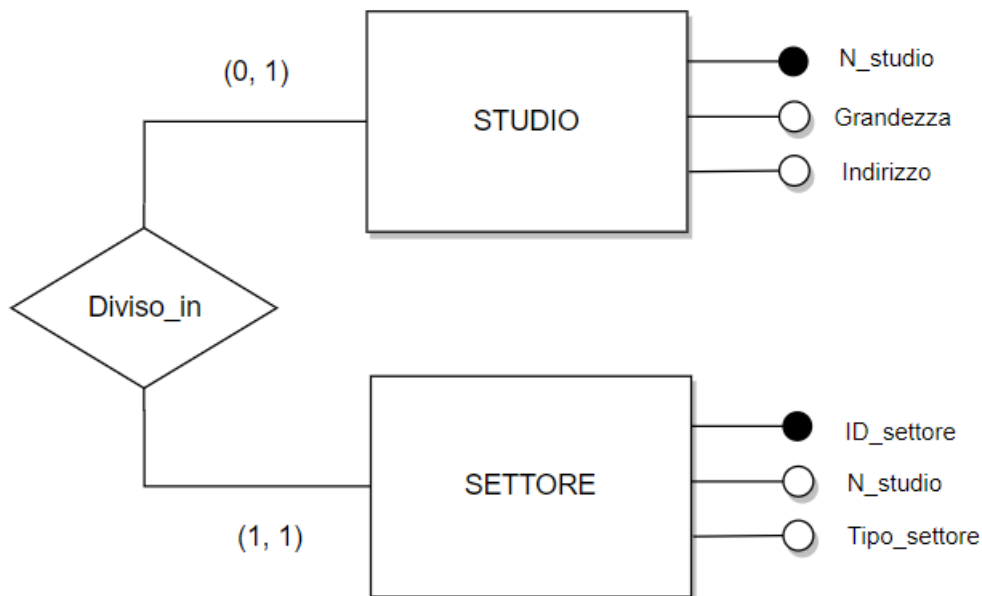 (0, 1)
STUDIO
N_studio
Grandezza
Indirizzo
Diviso_in
(1, 1)
SETTORE
ID_settore
N_studio
Tipo_settore